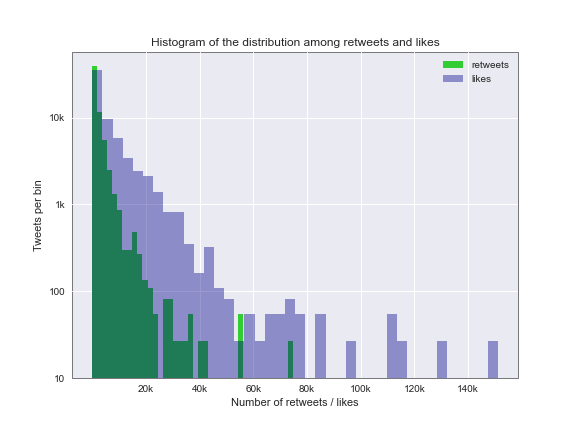 Histogram of the distribution among retweets and likes
retweets
likes
10k
1k
100
10
Tweets per bin
20k
40k
60k
80k
100k
120k
140k
Number of retweets / likes